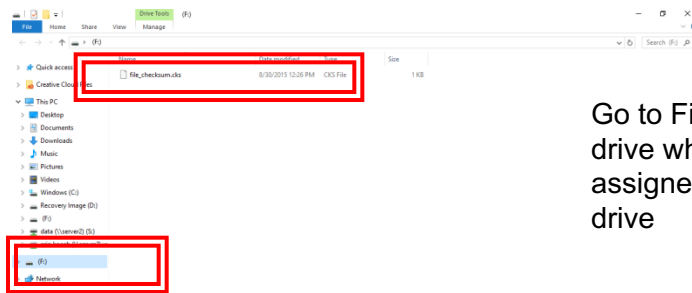 Drive Tools (F:)
File Home Share View Manage
(F:)
Search (F:)
Name Date modified Type Size
file_checksum.cks 8/30/2015 12:26 PM CKS File 1 KB
Quick access
Creative Cloud Files
This PC
Desktop
Documents
Downloads
Music
Pictures
Videos
Windows (C:)
Recovery Image (D:)
(F:)
data (\\server2) (S:)
(F:)
Network
Go to Fi
drive wh
assigne
drive